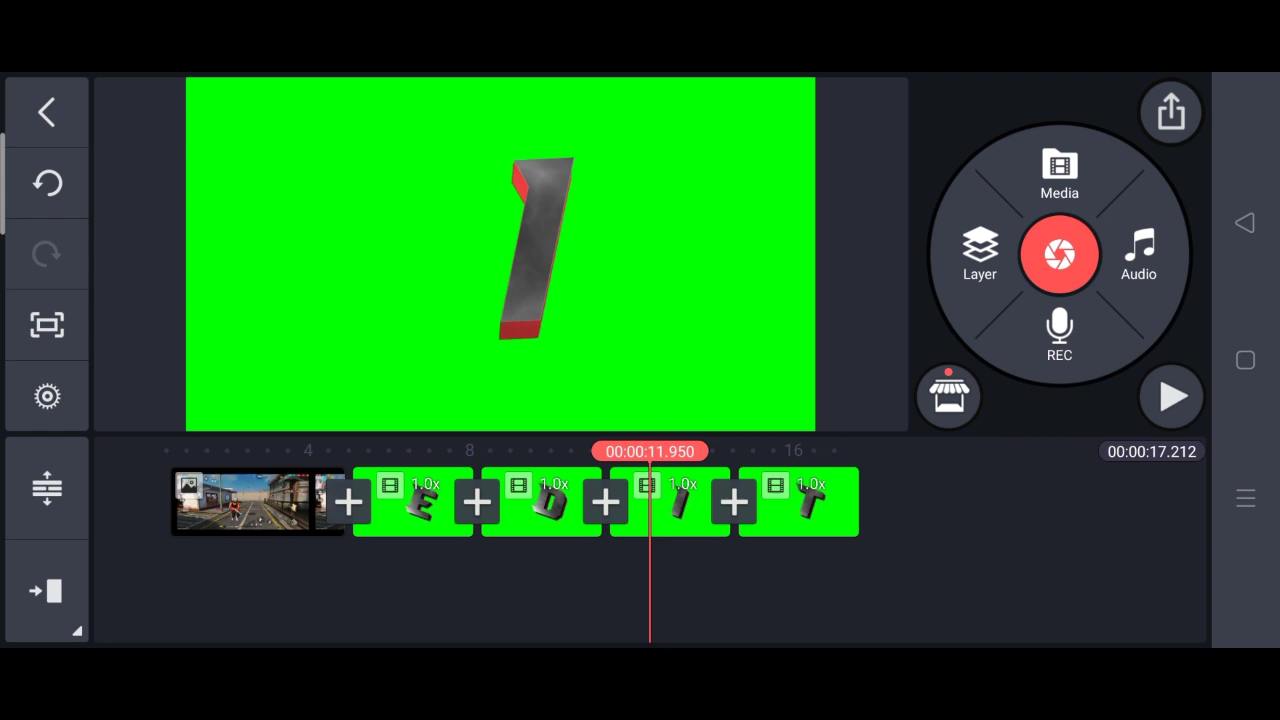 Media
Layer
Audio
REC
4
8
00:00:11.950
16
00:00:17.212
1.0x
1.0x
1.0x
1.0x
E
D
I
T
I